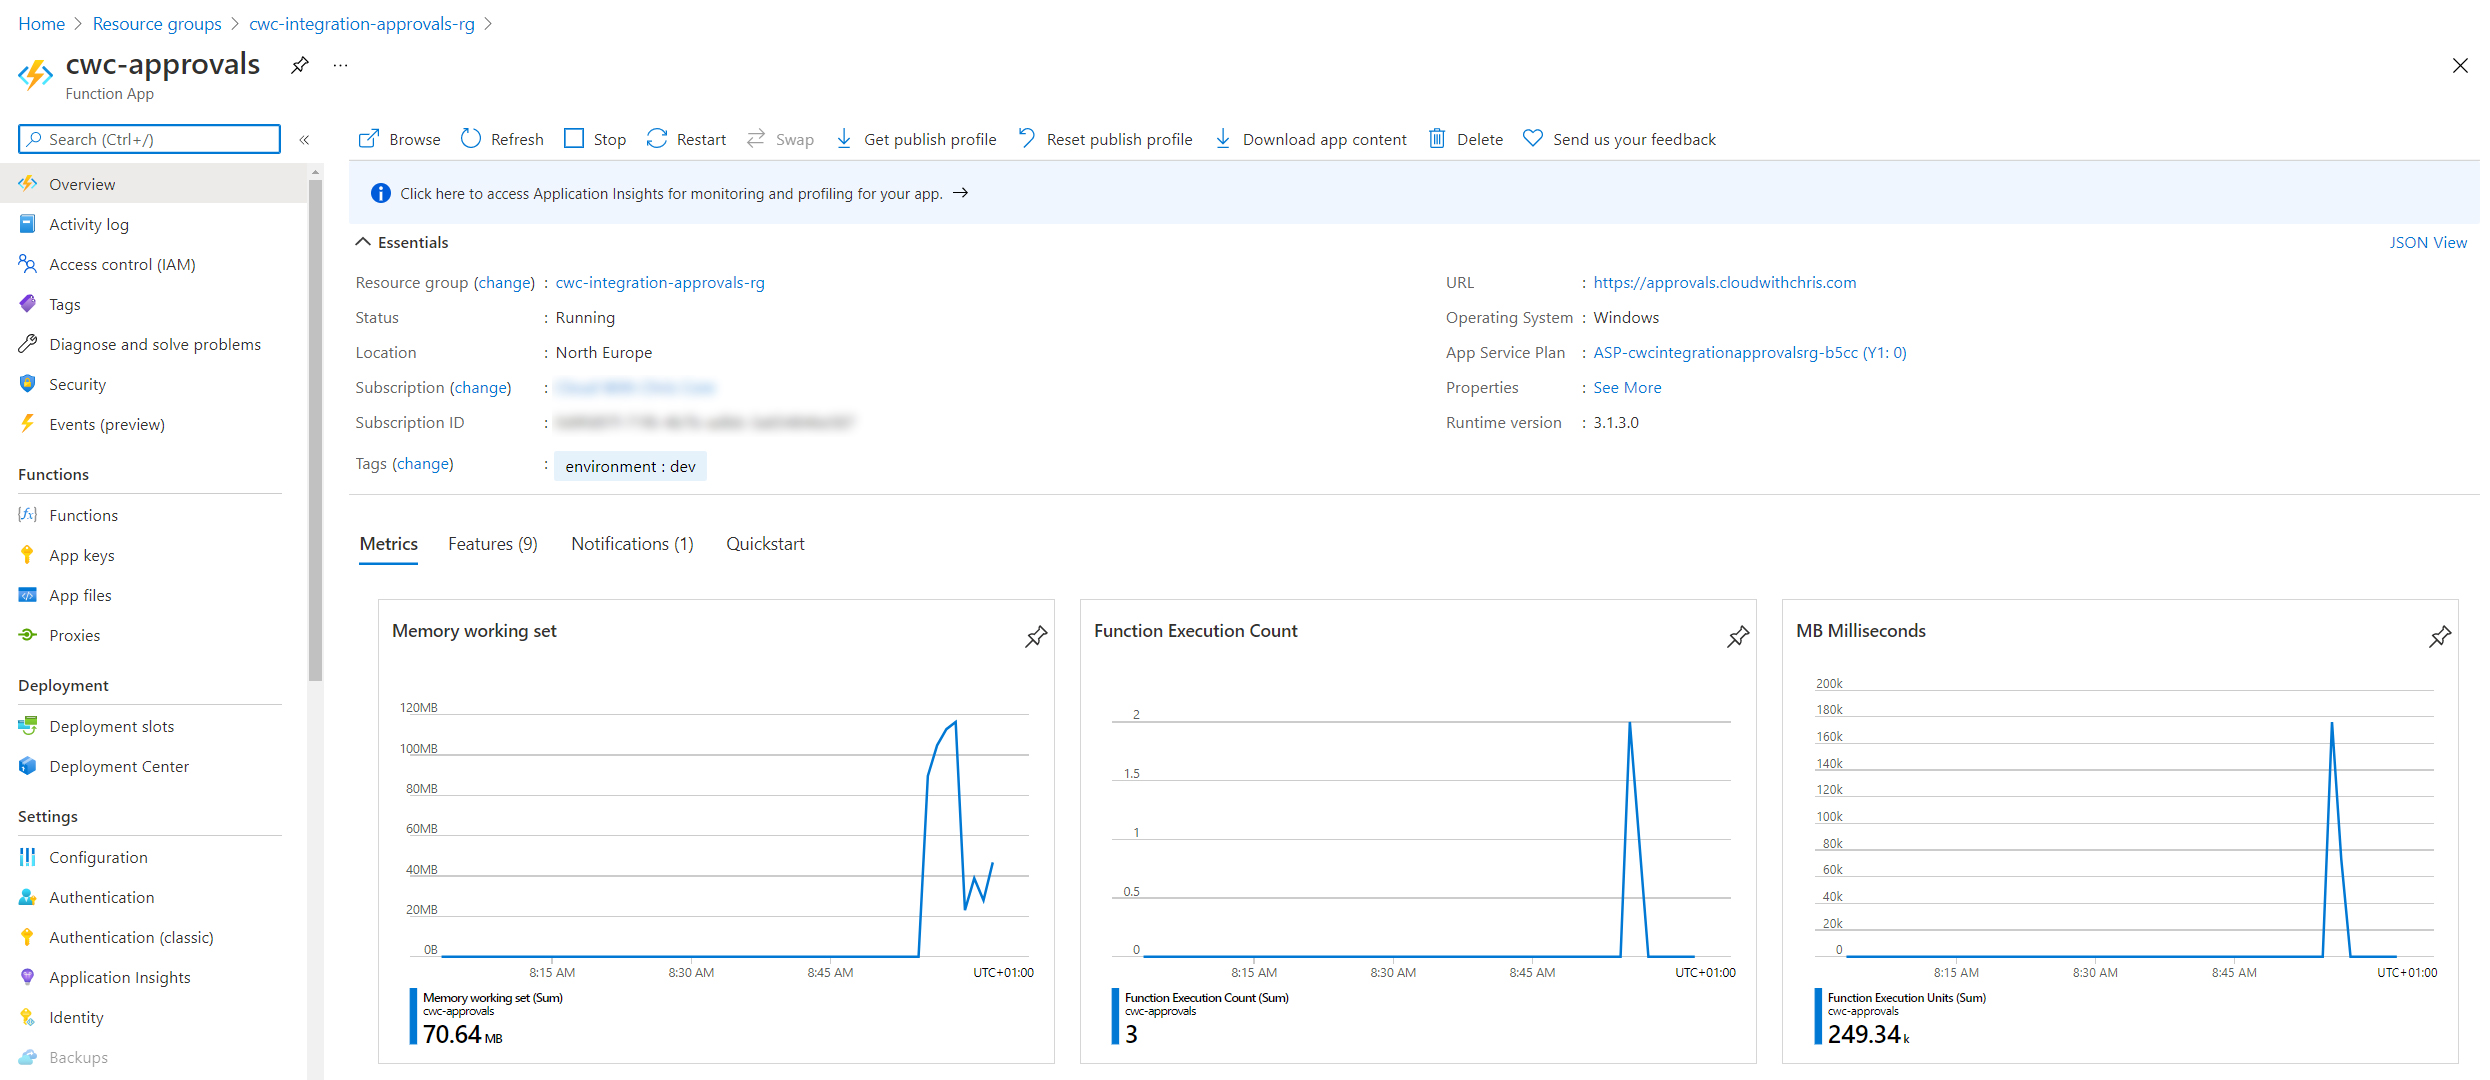 Home > Resource groups > cwc-integration-approvals-rg >
cwc-approvals ...
Function App
Search (Ctrl+/) «
Overview
Activity log
Access control (IAM)
Tags
Diagnose and solve problems
Security
Events (preview)
Functions
Functions
App keys
App files
Proxies
Deployment
Deployment slots
Deployment Center
Settings
Configuration
Authentication
Authentication (classic)
Application Insights
Identity
Backups
Browse Refresh Stop Restart Swap Get publish profile Reset publish profile Download app content Delete Send us your feedback
Click here to access Application Insights for monitoring and profiling for your app. →
Essentials JSON View
Resource group (change) : cwc-integration-approvals-rg
Status : Running
Location : North Europe
Subscription (change) :
Subscription ID :
Tags (change) : environment : dev
URL : https://approvals.cloudwithchris.com
Operating System : Windows
App Service Plan : ASP-cwcintegrationapprovalsrg-b5cc (Y1: 0)
Properties : See More
Runtime version : 3.1.3.0
Metrics Features (9) Notifications (1) Quickstart
Memory working set
120MB
100MB
80MB
60MB
40MB
20MB
0B
8:15 AM 8:30 AM 8:45 AM UTC+01:00
Memory working set (Sum)
cwc-approvals
70.64 MB
Function Execution Count
2
1.5
1
0.5
0
8:15 AM 8:30 AM 8:45 AM UTC+01:00
Function Execution Count (Sum)
cwc-approvals
3
MB Milliseconds
200k
180k
160k
140k
120k
100k
80k
60k
40k
20k
0
8:15 AM 8:30 AM 8:45 AM UTC+01:00
Function Execution Units (Sum)
cwc-approvals
249.34 k